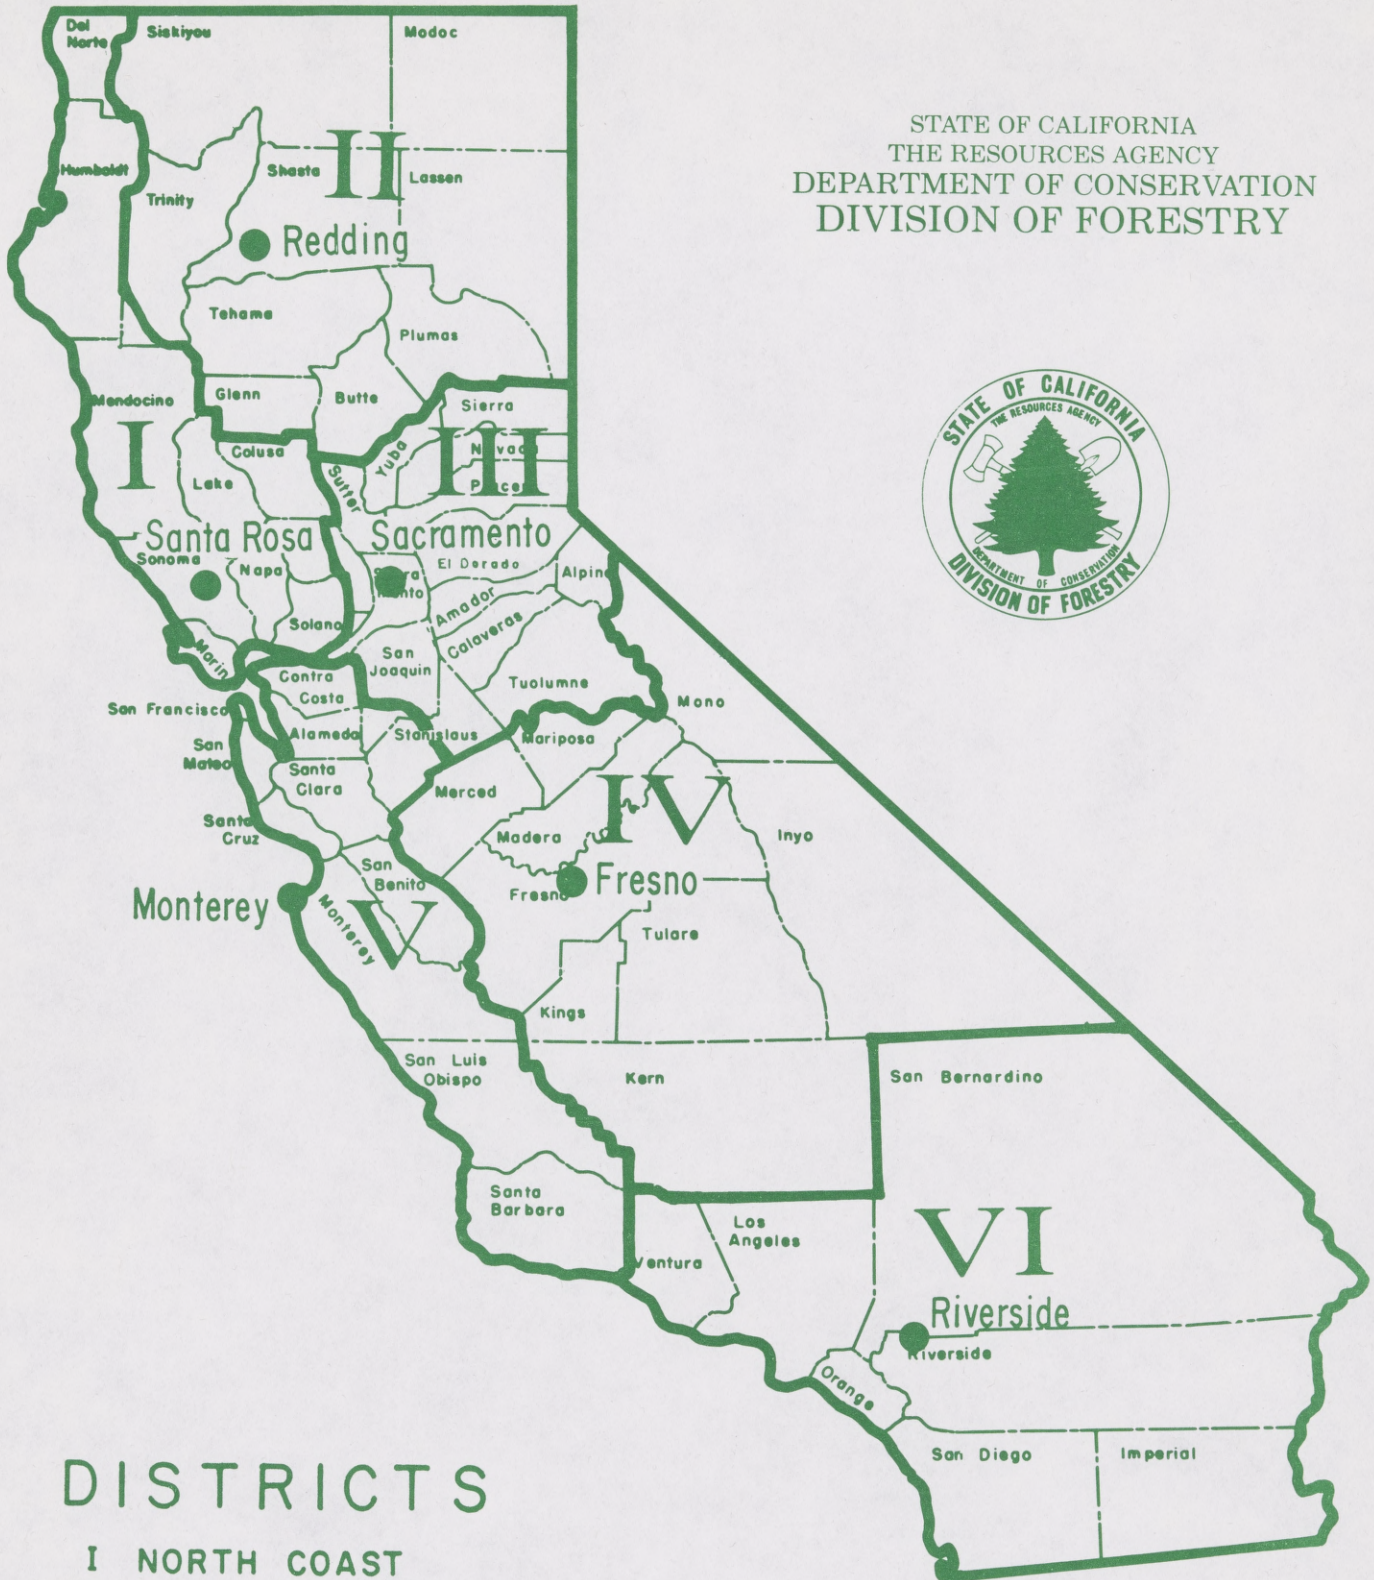 STATE OF CALIFORNIA
THE RESOURCES AGENCY
DEPARTMENT OF CONSERVATION
DIVISION OF FORESTRY
STATE OF CALIFORNIA
THE RESOURCES AGENCY
DEPARTMENT OF CONSERVATION
DIVISION OF FORESTRY
Del
Norte
Siskiyou
Modoc
Humboldt
Trinity
Shasta
II
Lassen
Redding
Tehama
Plumas
Mendocino
Glenn
Butte
Sierra
I
Colusa
Lake
Sutter
Yuba
III
Nevada
Placer
Santa Rosa
Sacramento
Sonoma
Napa
El Dorado
Alpine
Solano
Amador
Calaveras
Marin
San
Joaquin
Contra
Costa
Tuolumne
Mono
San Francisco
Alameda
Stanislaus
Mariposa
San
Mateo
Santa
Clara
Merced
IV
Santa
Cruz
Madera
Inyo
San
Benito
Fresno
Fresno
Monterey
Monterey
V
Tulare
Kings
San Luis
Obispo
Kern
San Bernardino
Santa
Barbara
Los
Angeles
Ventura
VI
Riverside
Riverside
Orange
San Diego
Imperial
DISTRICTS
I NORTH COAST